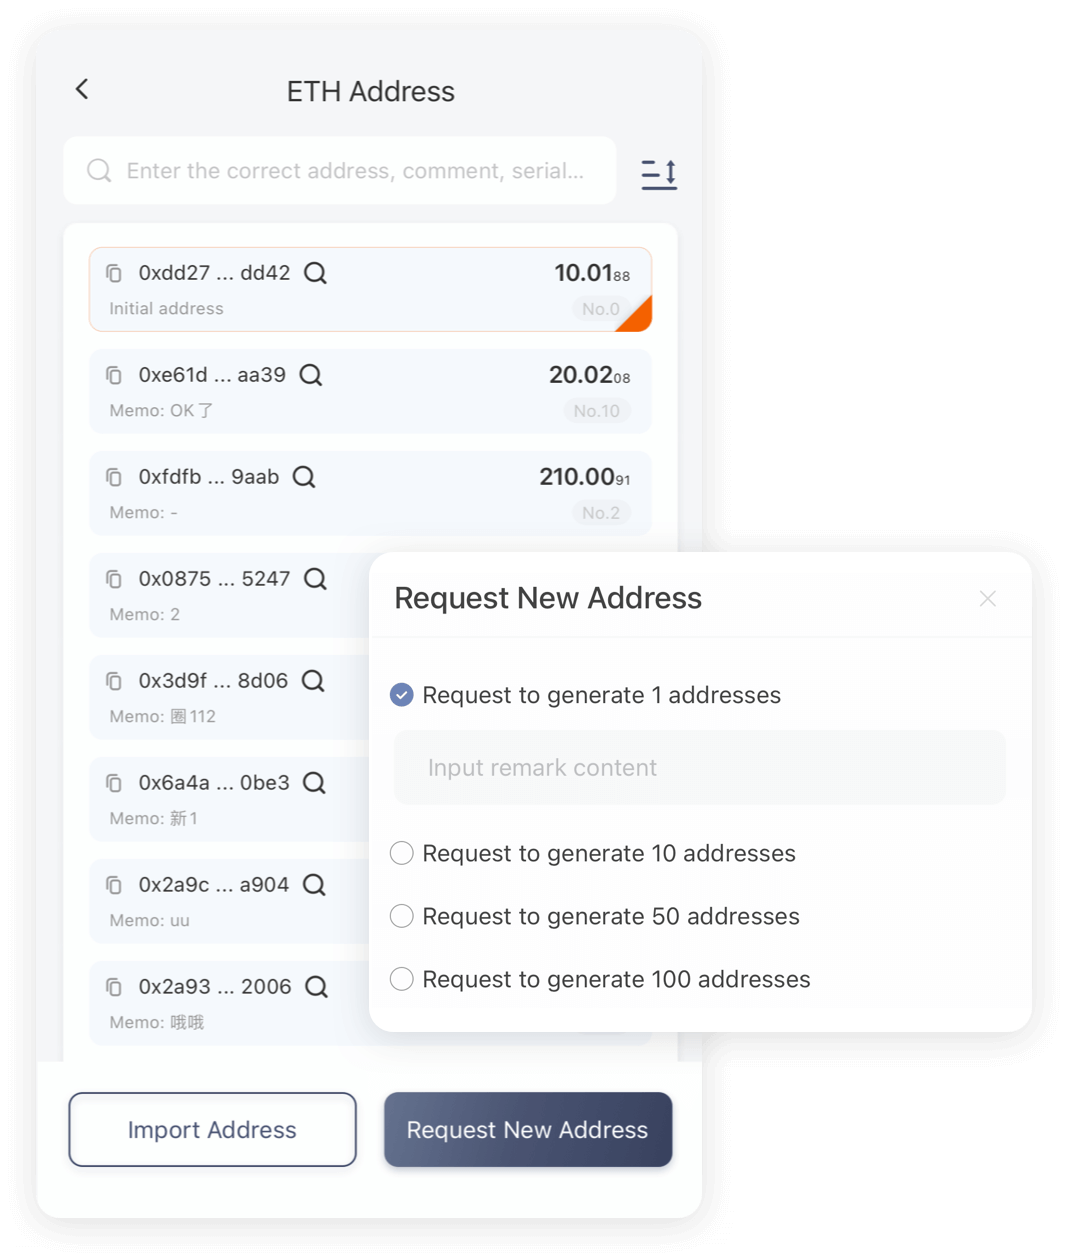 ETH Address
Enter the correct address, comment, serial...
0xdd27 ... dd42 10.0188
Initial address No.0
0xe61d ... aa39 20.0208
Memo: OK了 No.10
0xfdfb ... 9aab 210.0091
Memo: - No.2
0x0875 ... 5247
Memo: 2
0x3d9f ... 8d06
Memo: 圈112
0x6a4a ... 0be3
Memo: 新1
0x2a9c ... a904
Memo: uu
0x2a93 ... 2006
Memo: 哦哦
Import Address
Request New Address
Request New Address
Request to generate 1 addresses
Input remark content
Request to generate 10 addresses
Request to generate 50 addresses
Request to generate 100 addresses